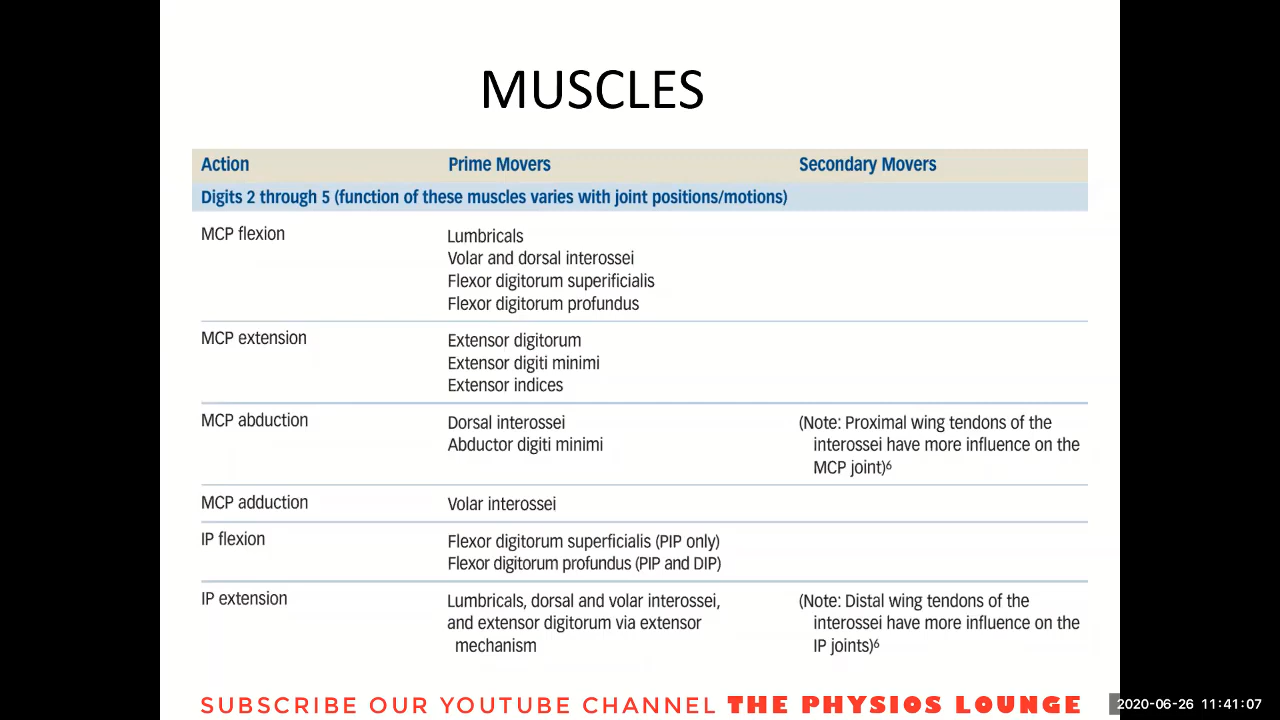 MUSCLES
Action Prime Movers Secondary Movers
Digits 2 through 5 (function of these muscles varies with joint positions/motions)
MCP flexion Lumbricals
Volar and dorsal interossei
Flexor digitorum superificialis
Flexor digitorum profundus
MCP extension Extensor digitorum
Extensor digiti minimi
Extensor indices
MCP abduction Dorsal interossei (Note: Proximal wing tendons of the
Abductor digiti minimi interossei have more influence on the
MCP joint)⁶
MCP adduction Volar interossei
IP flexion Flexor digitorum superficialis (PIP only)
Flexor digitorum profundus (PIP and DIP)
IP extension Lumbricals, dorsal and volar interossei, (Note: Distal wing tendons of the
and extensor digitorum via extensor interossei have more influence on the
mechanism IP joints)⁶
SUBSCRIBE OUR YOUTUBE CHANNEL THE PHYSIOS LOUNGE
2020-06-26 11:41:07